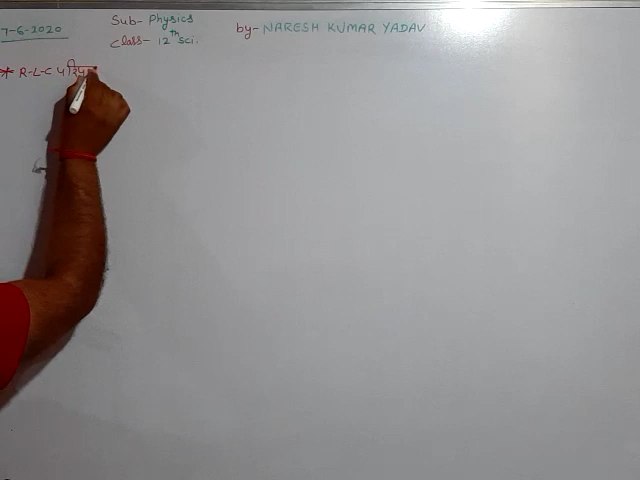 7-6-2020
Sub- Physics
Class- 12th Sci.
by- NARESH KUMAR YADAV
* R-L-C